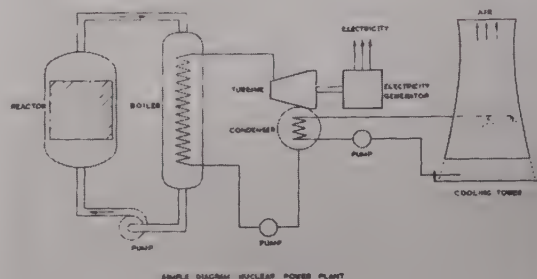 AIR
ELECTRICITY
REACTOR
BOILER
TURBINE
ELECTRICITY
GENERATOR
CONDENSER
PUMP
COOLING TOWER
PUMP
PUMP
SIMPLE DIAGRAM NUCLEAR POWER PLANT